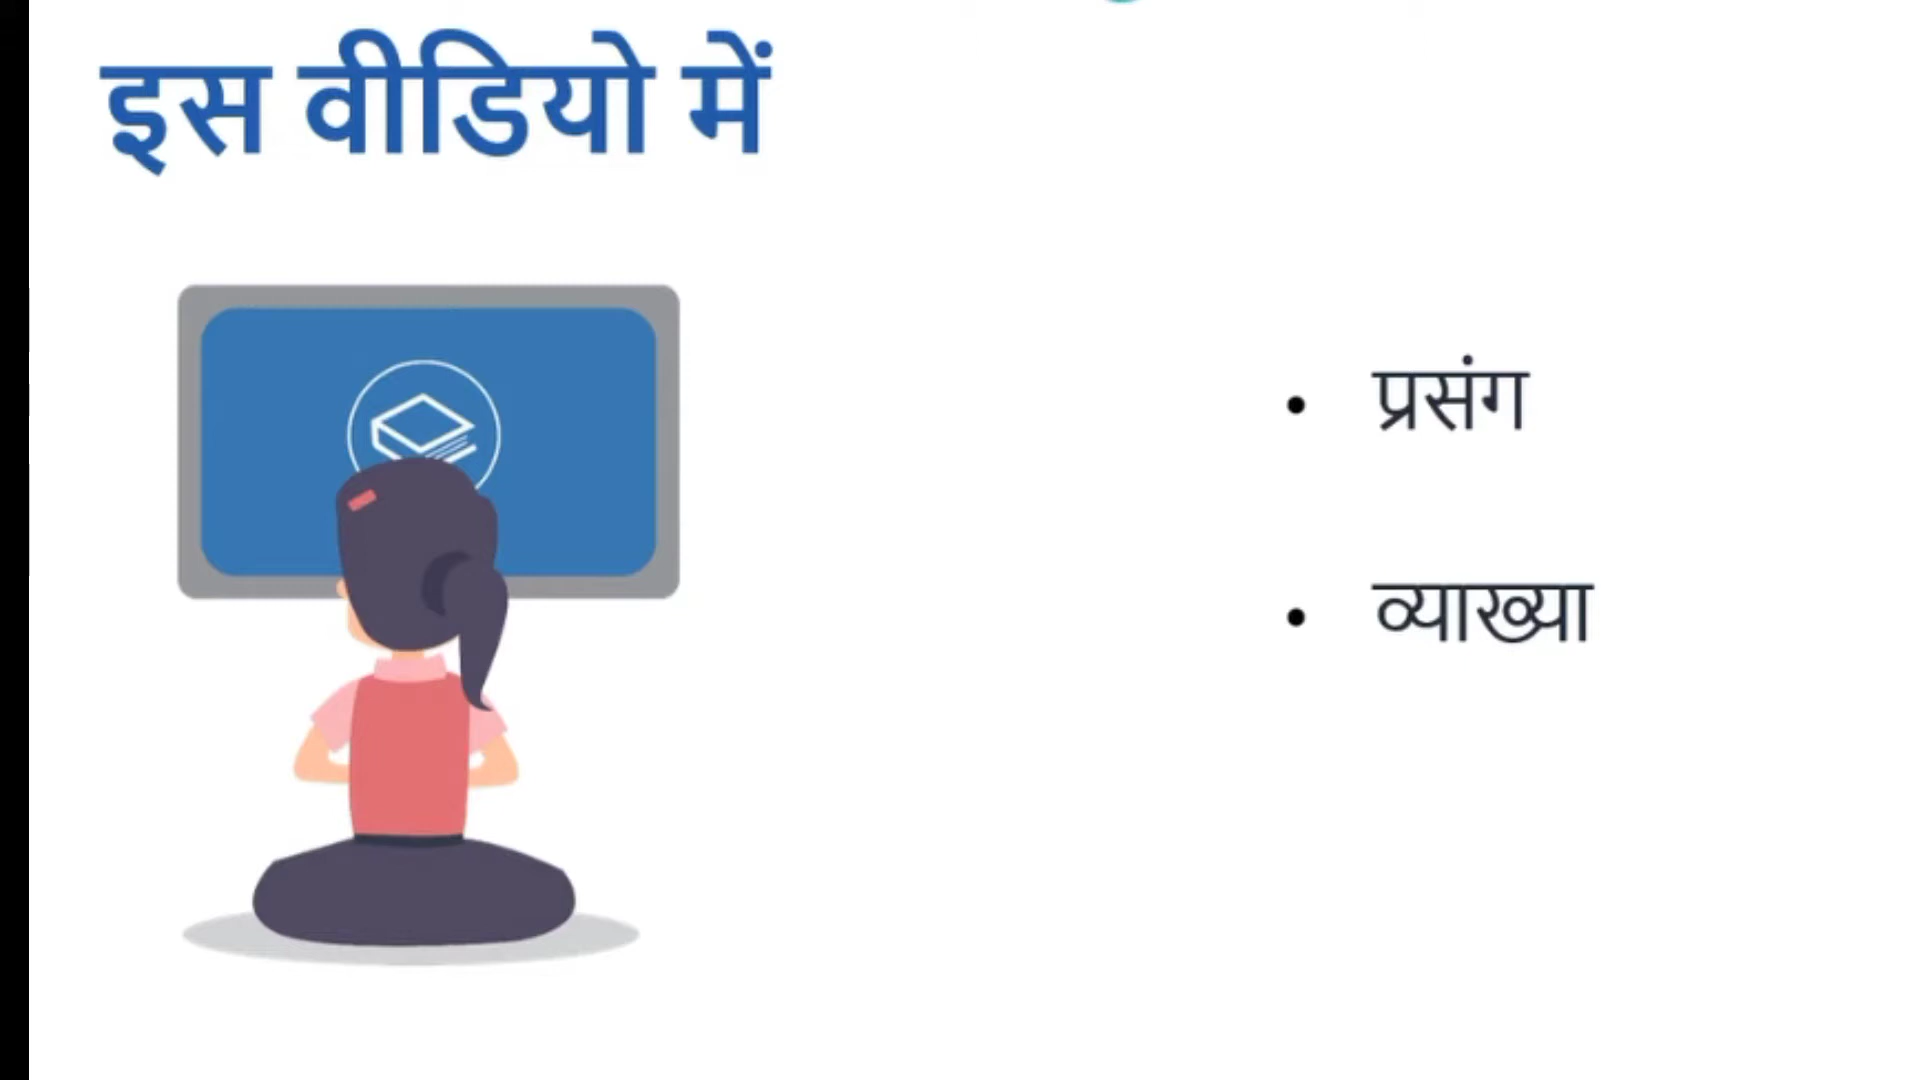 इस वीडियो में
• प्रसंग
• व्याख्या